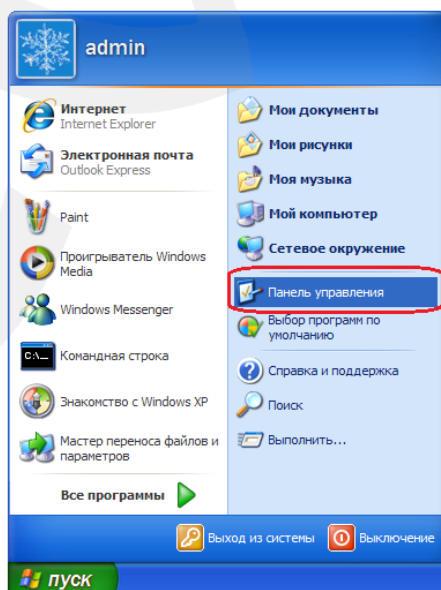 admin
Интернет
Internet Explorer
Электронная почта
Outlook Express
Paint
Проигрыватель Windows
Media
Windows Messenger
C:\_
Командная строка
Знакомство с Windows XP
Мастер переноса файлов и
параметров
Все программы
Мои документы
Мои рисунки
Моя музыка
Мой компьютер
Сетевое окружение
Панель управления
Выбор программ по
умолчанию
Справка и поддержка
Поиск
Выполнить...
Выход из системы
Выключение
пуск